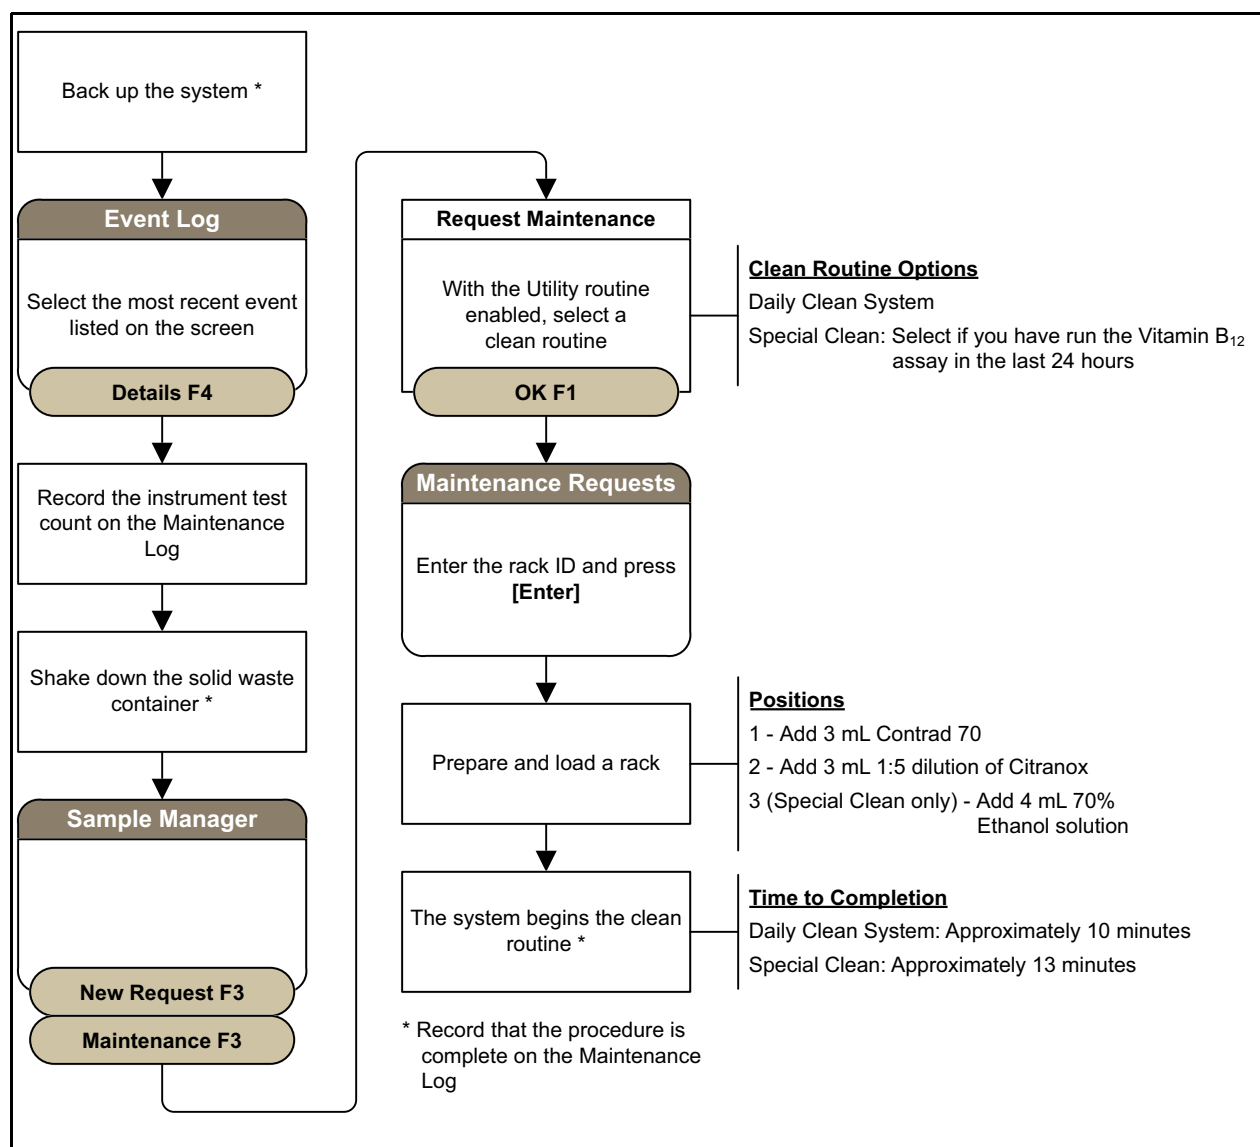 Back up the system *
Event Log
Select the most recent event
listed on the screen
Details F4
Record the instrument test
count on the Maintenance
Log
Shake down the solid waste
container *
Sample Manager
New Request F3
Maintenance F3
Request Maintenance
With the Utility routine
enabled, select a
clean routine
OK F1
Clean Routine Options
Daily Clean System
Special Clean: Select if you have run the Vitamin B₁₂
assay in the last 24 hours
Maintenance Requests
Enter the rack ID and press
[Enter]
Prepare and load a rack
Positions
1 - Add 3 mL Contrad 70
2 - Add 3 mL 1:5 dilution of Citranox
3 (Special Clean only) - Add 4 mL 70%
Ethanol solution
The system begins the clean
routine *
Time to Completion
Daily Clean System: Approximately 10 minutes
Special Clean: Approximately 13 minutes
* Record that the procedure is
complete on the Maintenance
Log